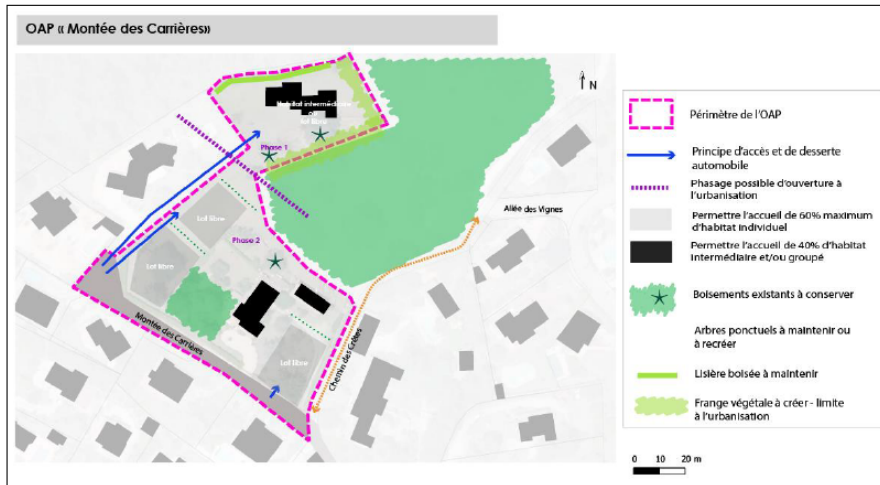 OAP « Montée des Carrières»
N
Habitat intermédiaire
ou
lot libre
Phase 1
Lot libre
Phase 2
Lot libre
Lot libre
Montée des Carrières
Chemin des Crêtes
Allée des Vignes
Périmètre de l'OAP
Principe d'accès et de desserte
automobile
Phasage possible d'ouverture à
l'urbanisation
Permettre l'accueil de 60% maximum
d'habitat individuel
Permettre l'accueil de 40% d'habitat
intermédiaire et/ou groupé
Boisements existants à conserver
Arbres ponctuels à maintenir ou
à recréer
Lisière boisée à maintenir
Frange végétale à créer - limite
à l'urbanisation
0 10 20 m